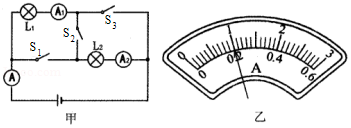 L₁ A₁ S₃
S₂
S₁ L₂ A₂
A
甲
0 1 2 3
0 0.2 0.4 0.6
A
乙